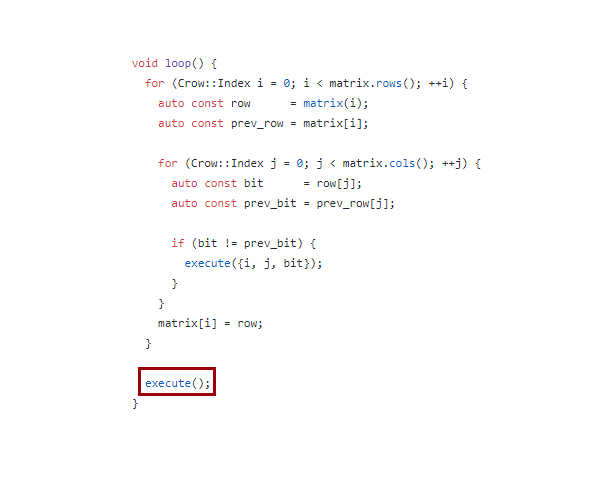 void loop() {
  for (Crow::Index i = 0; i < matrix.rows(); ++i) {
    auto const row      = matrix(i);
    auto const prev_row = matrix[i];

    for (Crow::Index j = 0; j < matrix.cols(); ++j) {
      auto const bit      = row[j];
      auto const prev_bit = prev_row[j];

      if (bit != prev_bit) {
        execute({i, j, bit});
      }
    }
    matrix[i] = row;
  }

  execute();
}